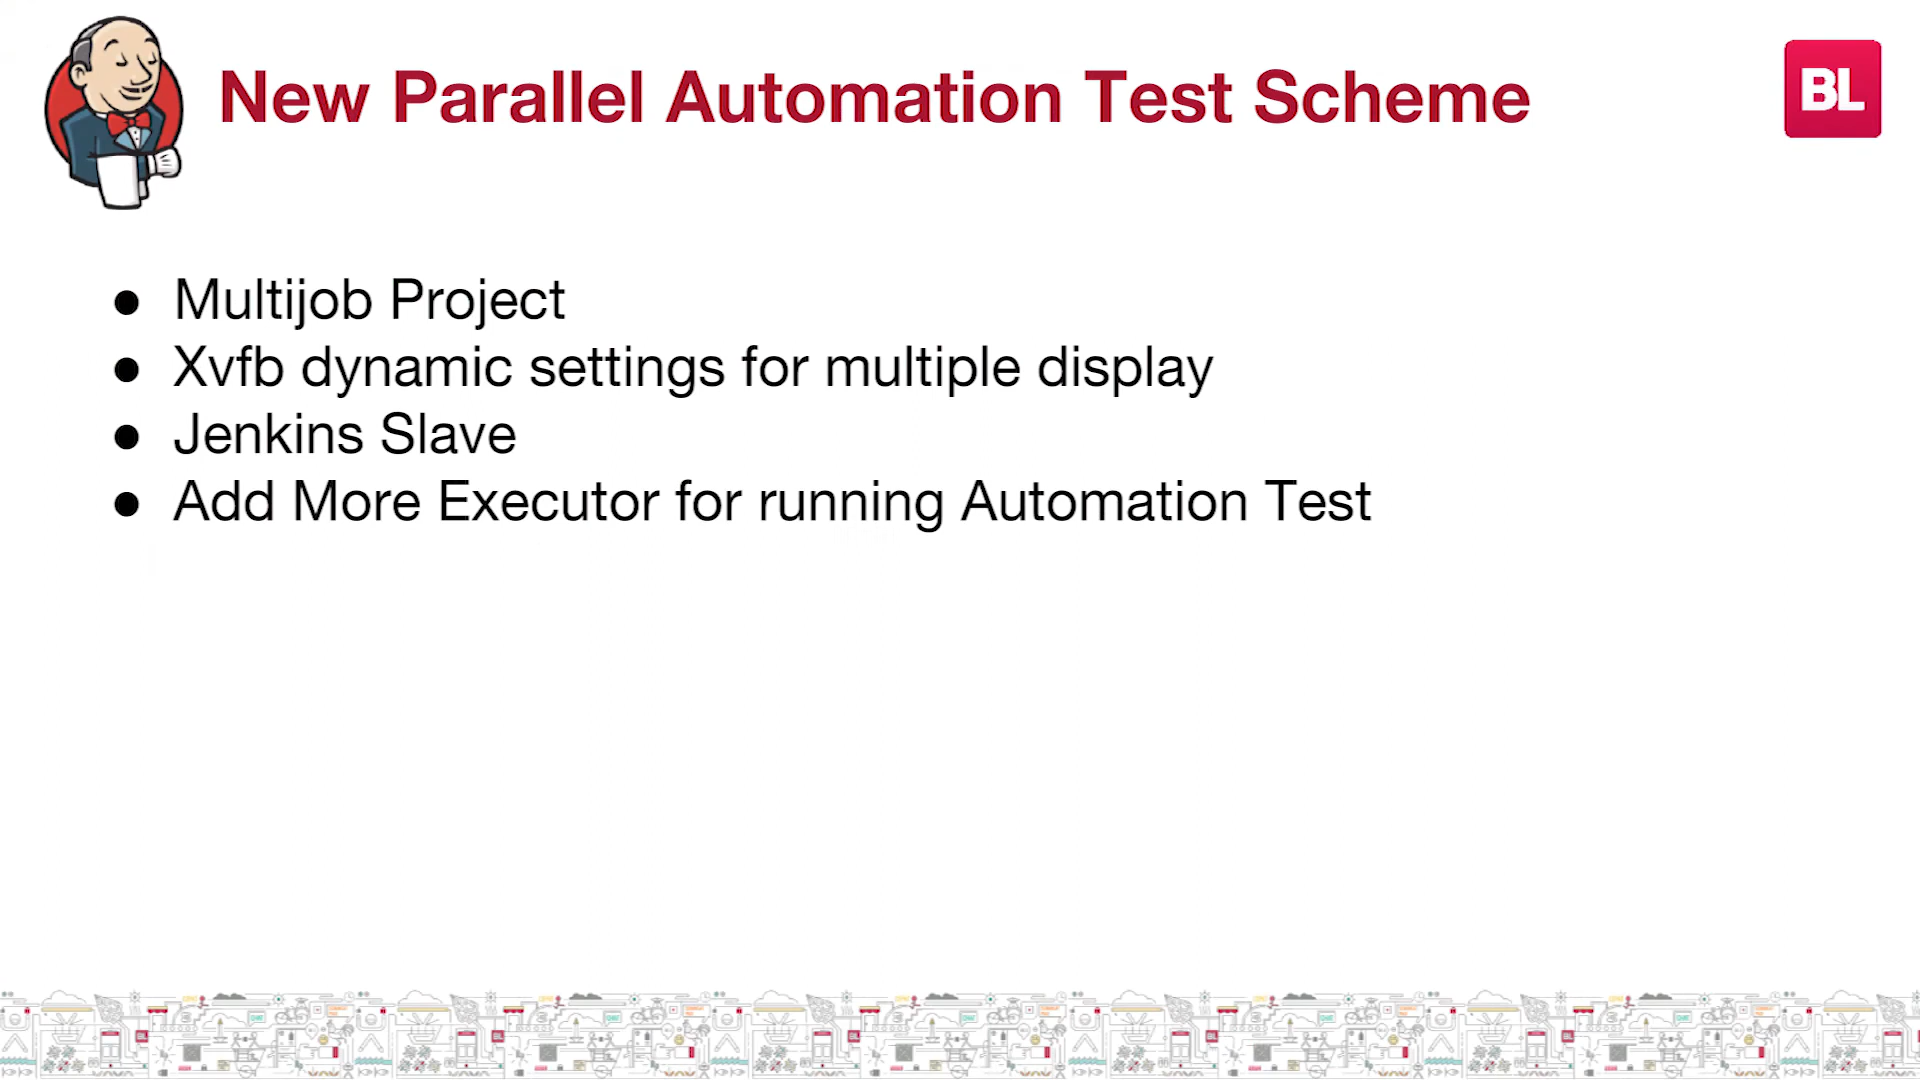 New Parallel Automation Test Scheme
BL
● Multijob Project
● Xvfb dynamic settings for multiple display
● Jenkins Slave
● Add More Executor for running Automation Test